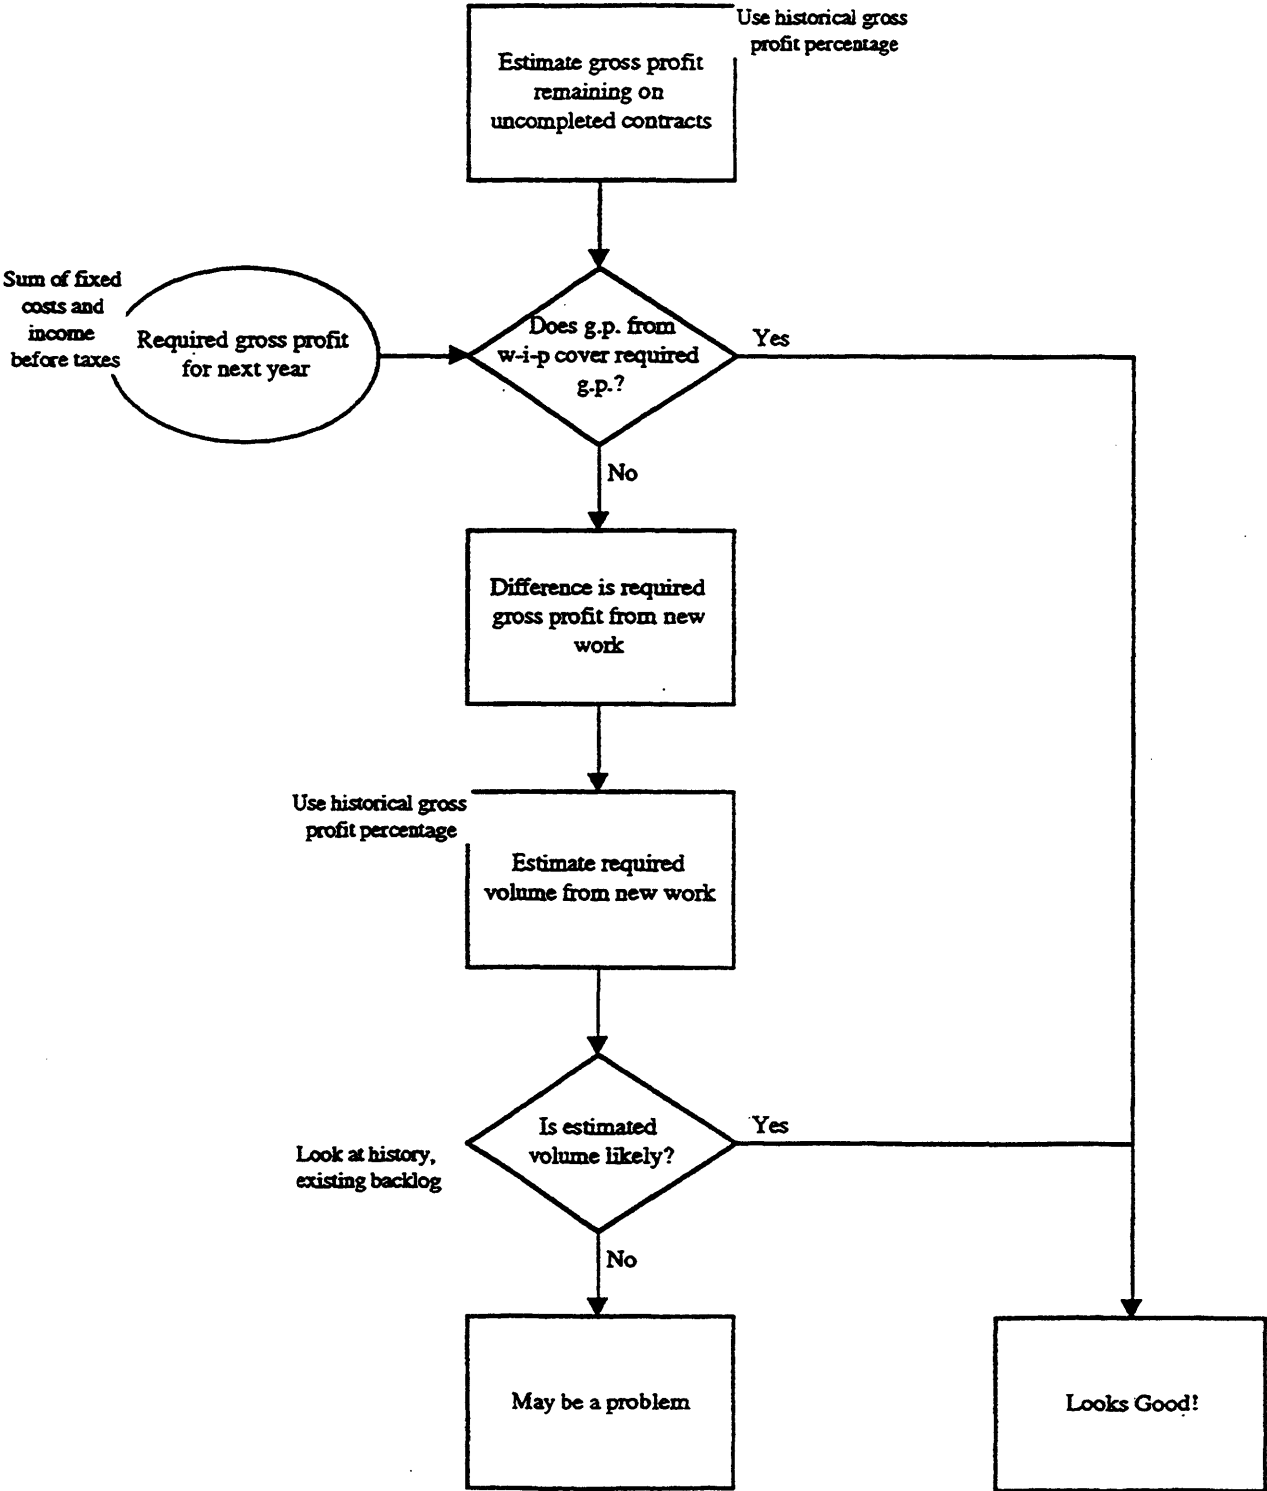 Use historical gross
profit percentage
Estimate gross profit
remaining on
uncompleted contracts
Sum of fixed
costs and
income
before taxes
Required gross profit
for next year
Does g.p. from
w-i-p cover required
g.p.?
Yes
No
Difference is required
gross profit from new
work
Use historical gross
profit percentage
Estimate required
volume from new work
Is estimated
volume likely?
Yes
Look at history,
existing backlog
No
May be a problem
Looks Good!